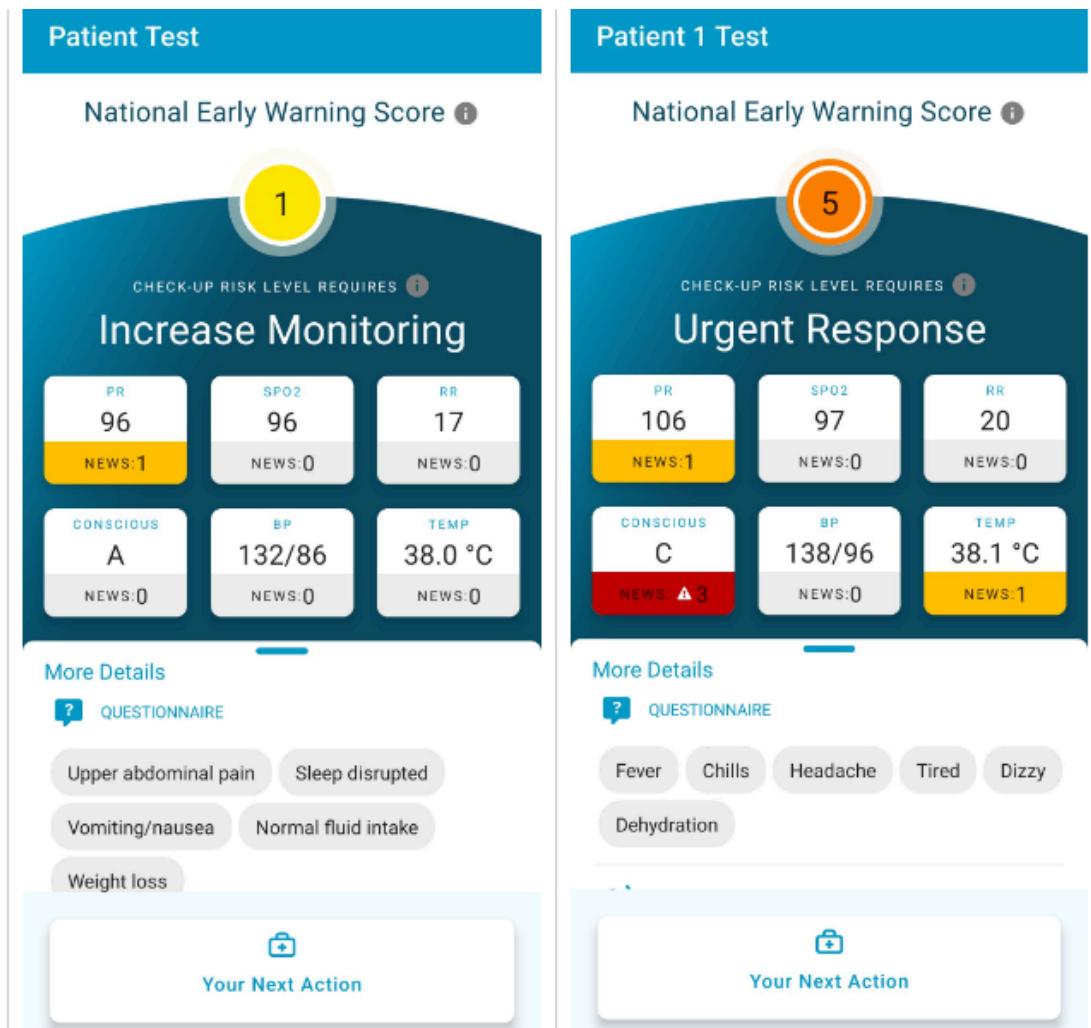 Patient Test
National Early Warning Score
1
CHECK-UP RISK LEVEL REQUIRES
Increase Monitoring
PR SPO2 RR
96 96 17
NEWS:1 NEWS:0 NEWS:0
CONSCIOUS BP TEMP
A 132/86 38.0 °C
NEWS:0 NEWS:0 NEWS:0
More Details
? QUESTIONNAIRE
Upper abdominal pain Sleep disrupted
Vomiting/nausea Normal fluid intake
Weight loss
Your Next Action
Patient 1 Test
National Early Warning Score
5
CHECK-UP RISK LEVEL REQUIRES
Urgent Response
PR SPO2 RR
106 97 20
NEWS:1 NEWS:0 NEWS:0
CONSCIOUS BP TEMP
C 138/96 38.1 °C
NEWS: 3 NEWS:0 NEWS:1
More Details
? QUESTIONNAIRE
Fever Chills Headache Tired Dizzy
Dehydration
Your Next Action